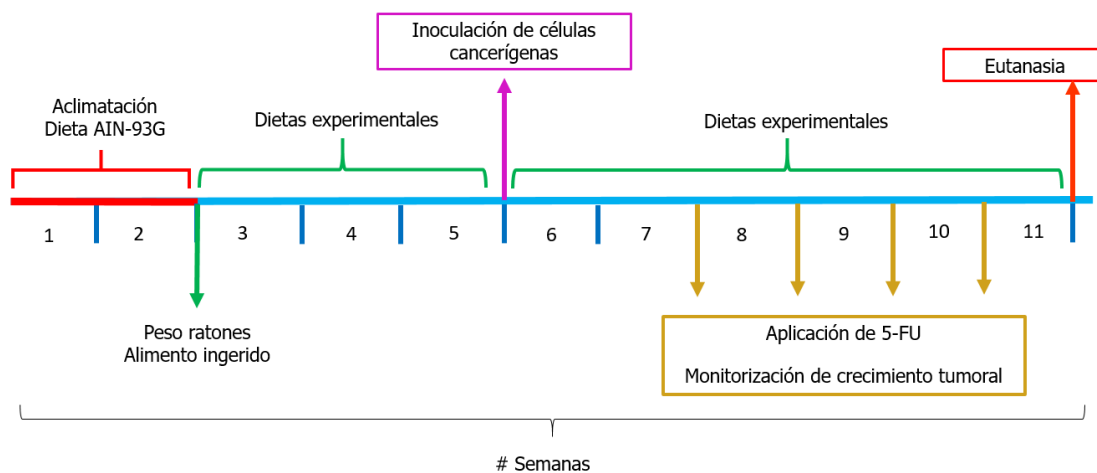 Inoculación de células
cancerígenas
Eutanasia
Aclimatación
Dieta AIN-93G
Dietas experimentales
Dietas experimentales
1 2 3 4 5 6 7 8 9 10 11
Peso ratones
Alimento ingerido
Aplicación de 5-FU
Monitorización de crecimiento tumoral
# Semanas